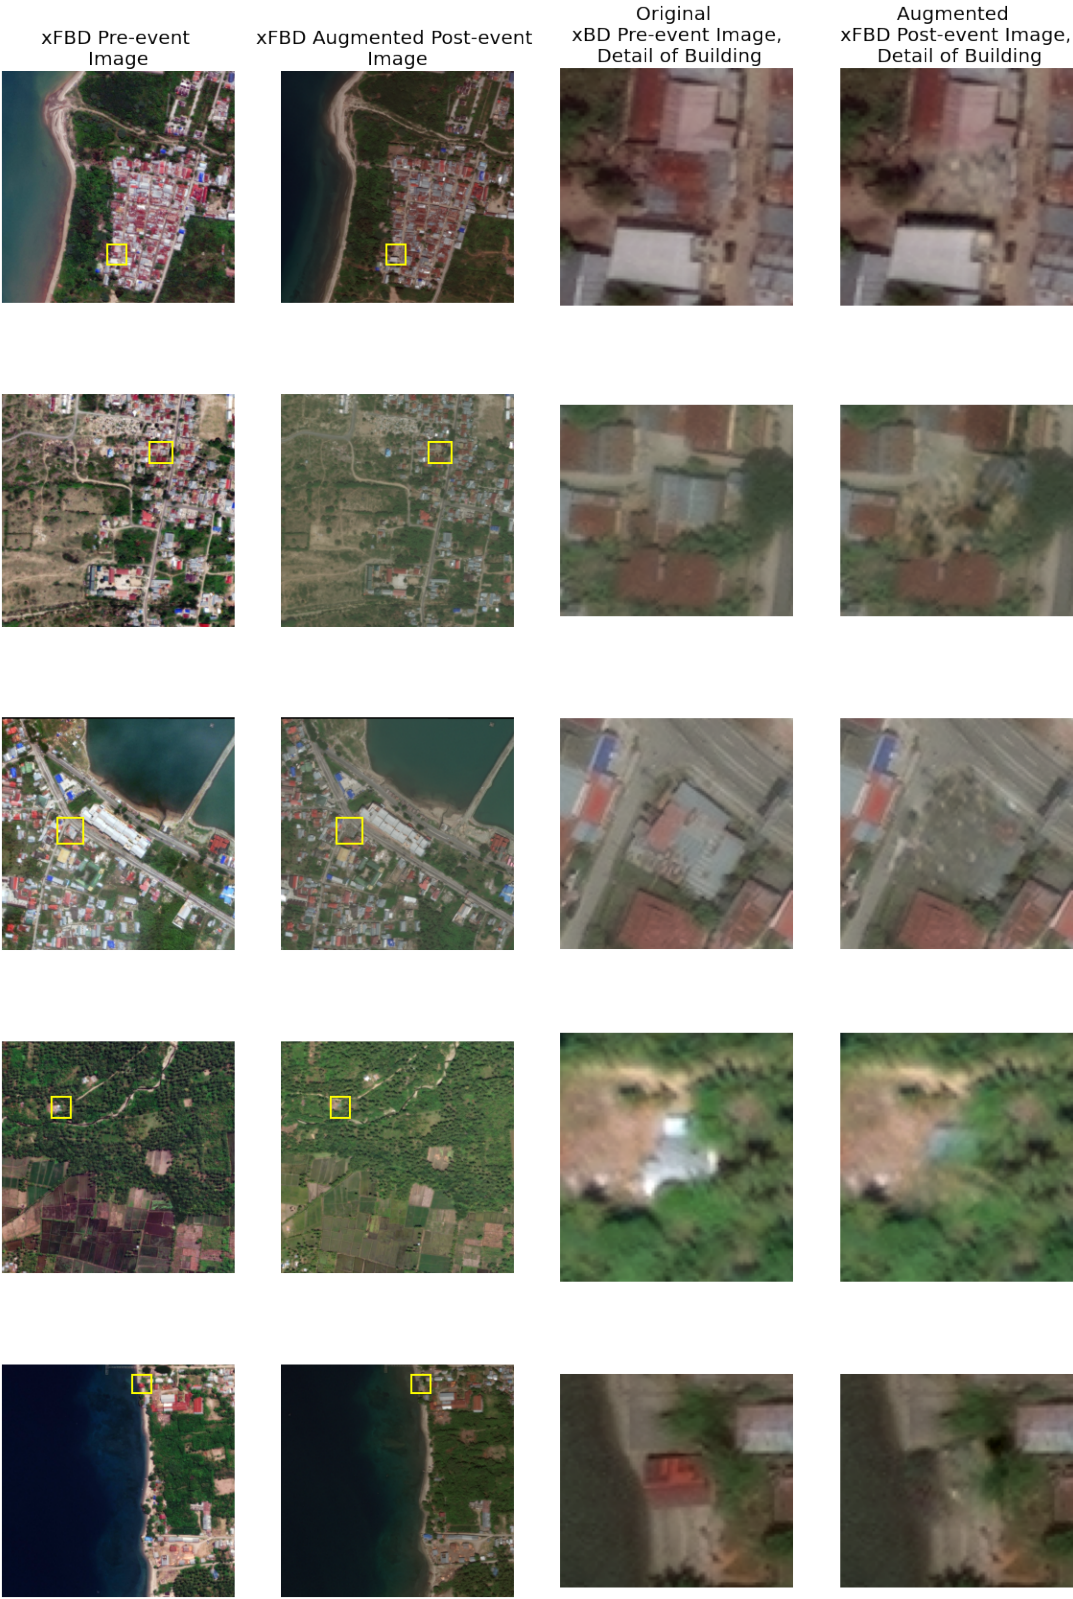 xFBD Pre-event
Image
xFBD Augmented Post-event
Image
Original
xBD Pre-event Image,
Detail of Building
Augmented
xFBD Post-event Image,
Detail of Building